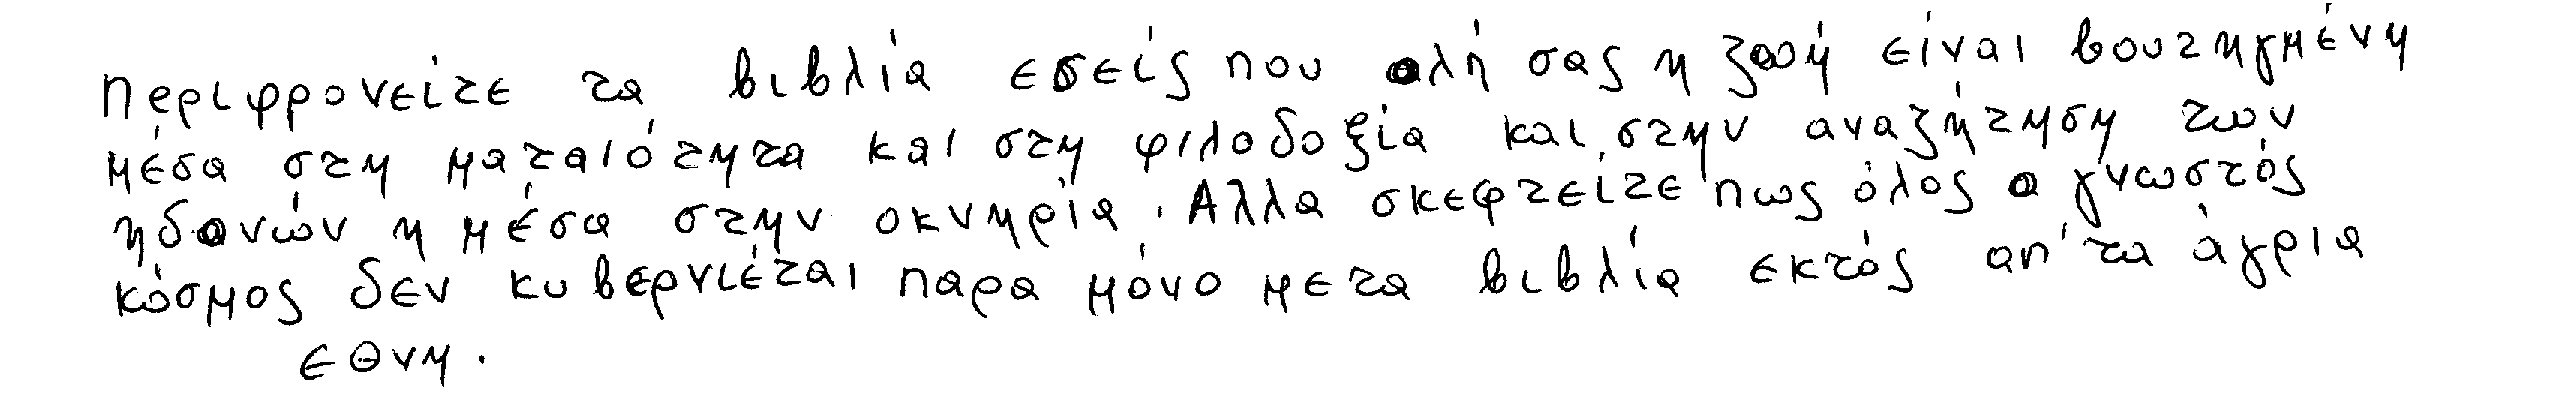 περιφρονείτε τα βιβλία εσείς που ολή σας η ζωή είναι βουτηγμένη
μέσα στη ματαιότητα και στη φιλοδοξία και στην αναζήτηση των
ηδονών η μέσα στην οκνηρία. Αλλα σκεφτείτε πως όλος ο γνωστός
κόσμος δεν κυβερνιέται παρα μόνο μετα βιβλία εκτός απ' τα άγρια
εθνη.